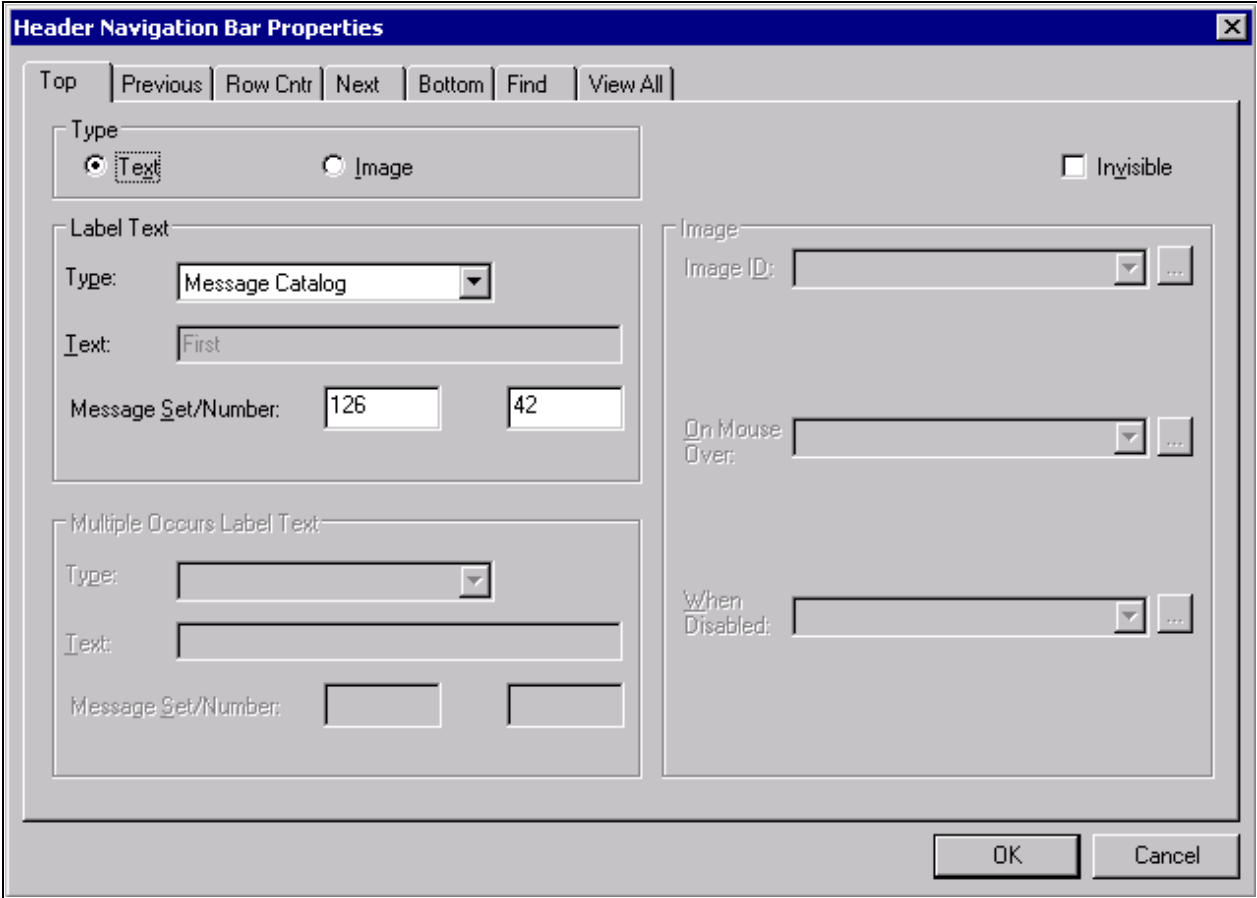 Header Navigation Bar Properties
Top Previous Row Cntr Next Bottom Find View All
Type
Text Image Invisible
Label Text
Type: Message Catalog
Text: First
Message Set/Number: 126 42
Multiple Occurs Label Text
Type:
Text:
Message Set/Number:
Image
Image ID: ...
On Mouse
Over: ...
When
Disabled: ...
OK Cancel